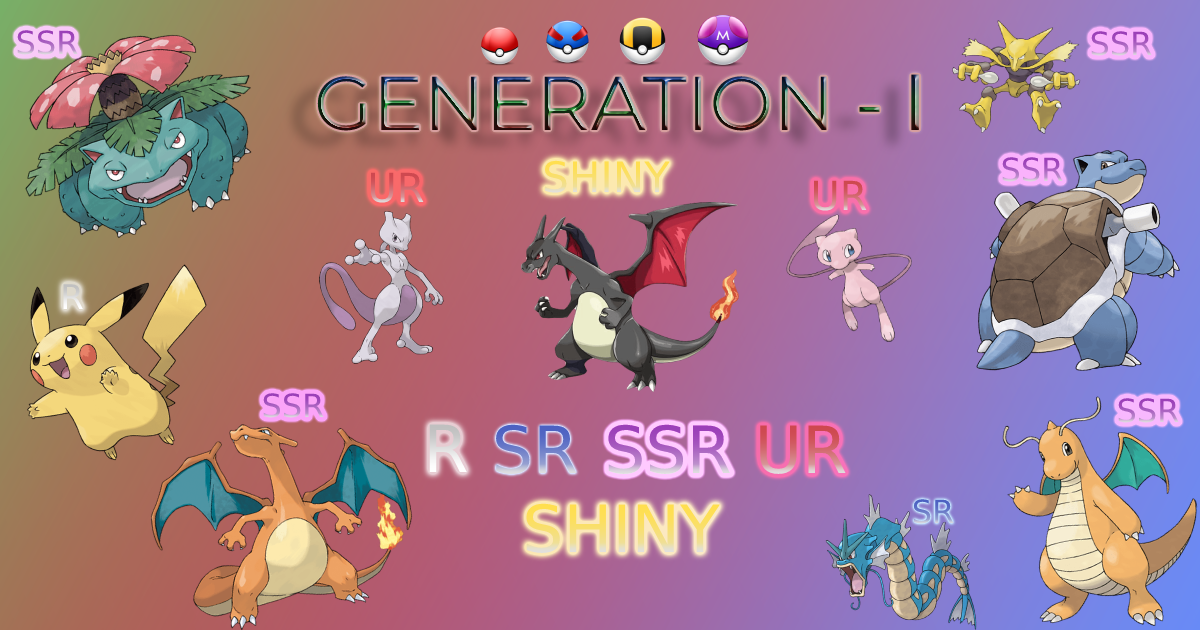 SSR
M
SSR
GENERATION - I
UR
SHINY
UR
SSR
R
SSR
SSR
R SR SSR UR
SHINY
SR